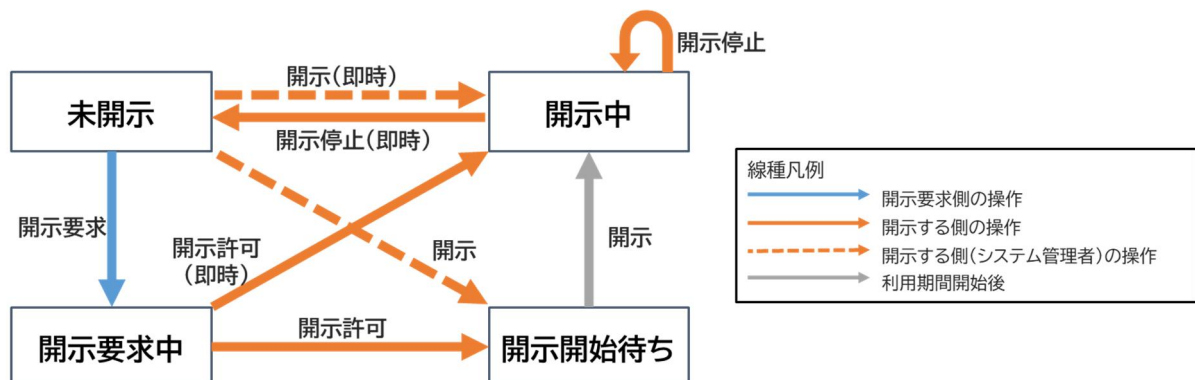 開示停止
開示(即時)
未開示
開示中
開示停止(即時)
線種凡例
開示要求側の操作
開示する側の操作
開示する側(システム管理者)の操作
利用期間開始後
開示要求
開示許可
(即時)
開示
開示
開示許可
開示要求中
開示開始待ち